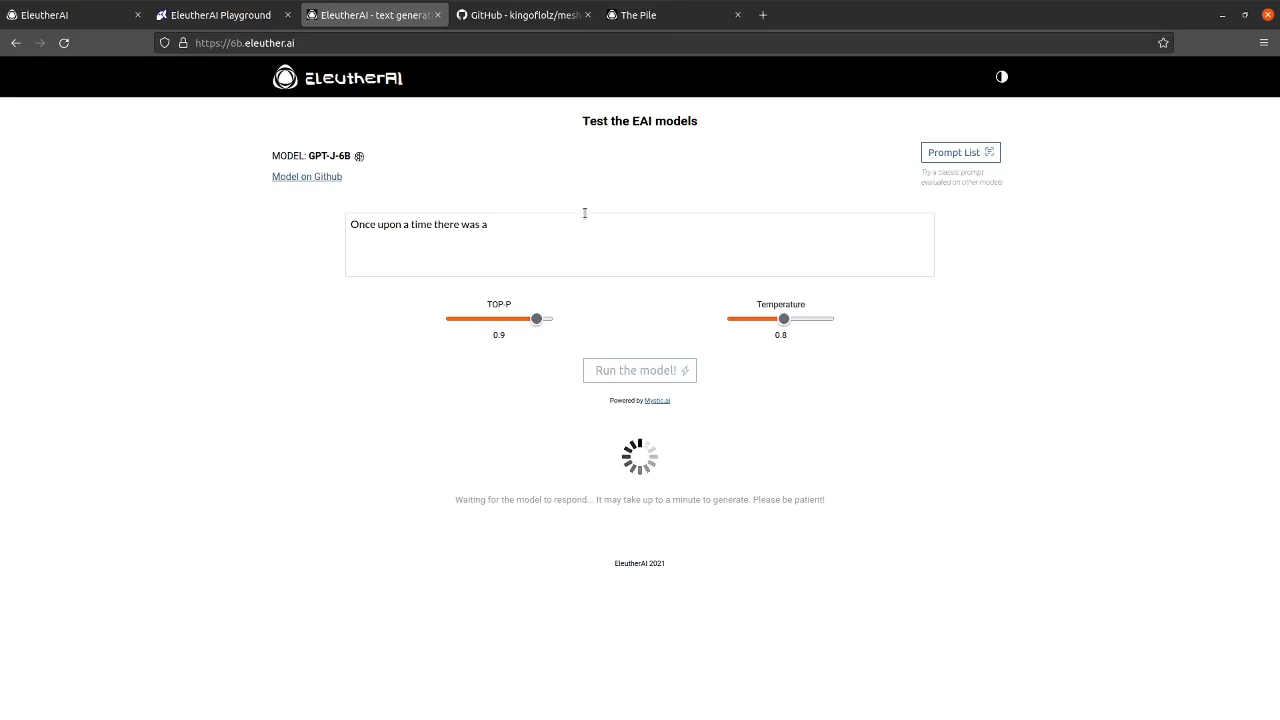 EleutherAI
EleutherAI Playground
EleutherAI - text generat
GitHub - kingoflolz/mesh
The Pile
https://6b.eleuther.ai
EleutherAI
Test the EAI models
MODEL: GPT-J-6B
Model on Github
Prompt List
Try a classic prompt
evaluated on other models
Once upon a time there was a
TOP-P
Temperature
0.9
0.8
Run the model!
Powered by Mystic.ai
Waiting for the model to respond... It may take up to a minute to generate. Please be patient!
EleutherAI 2021